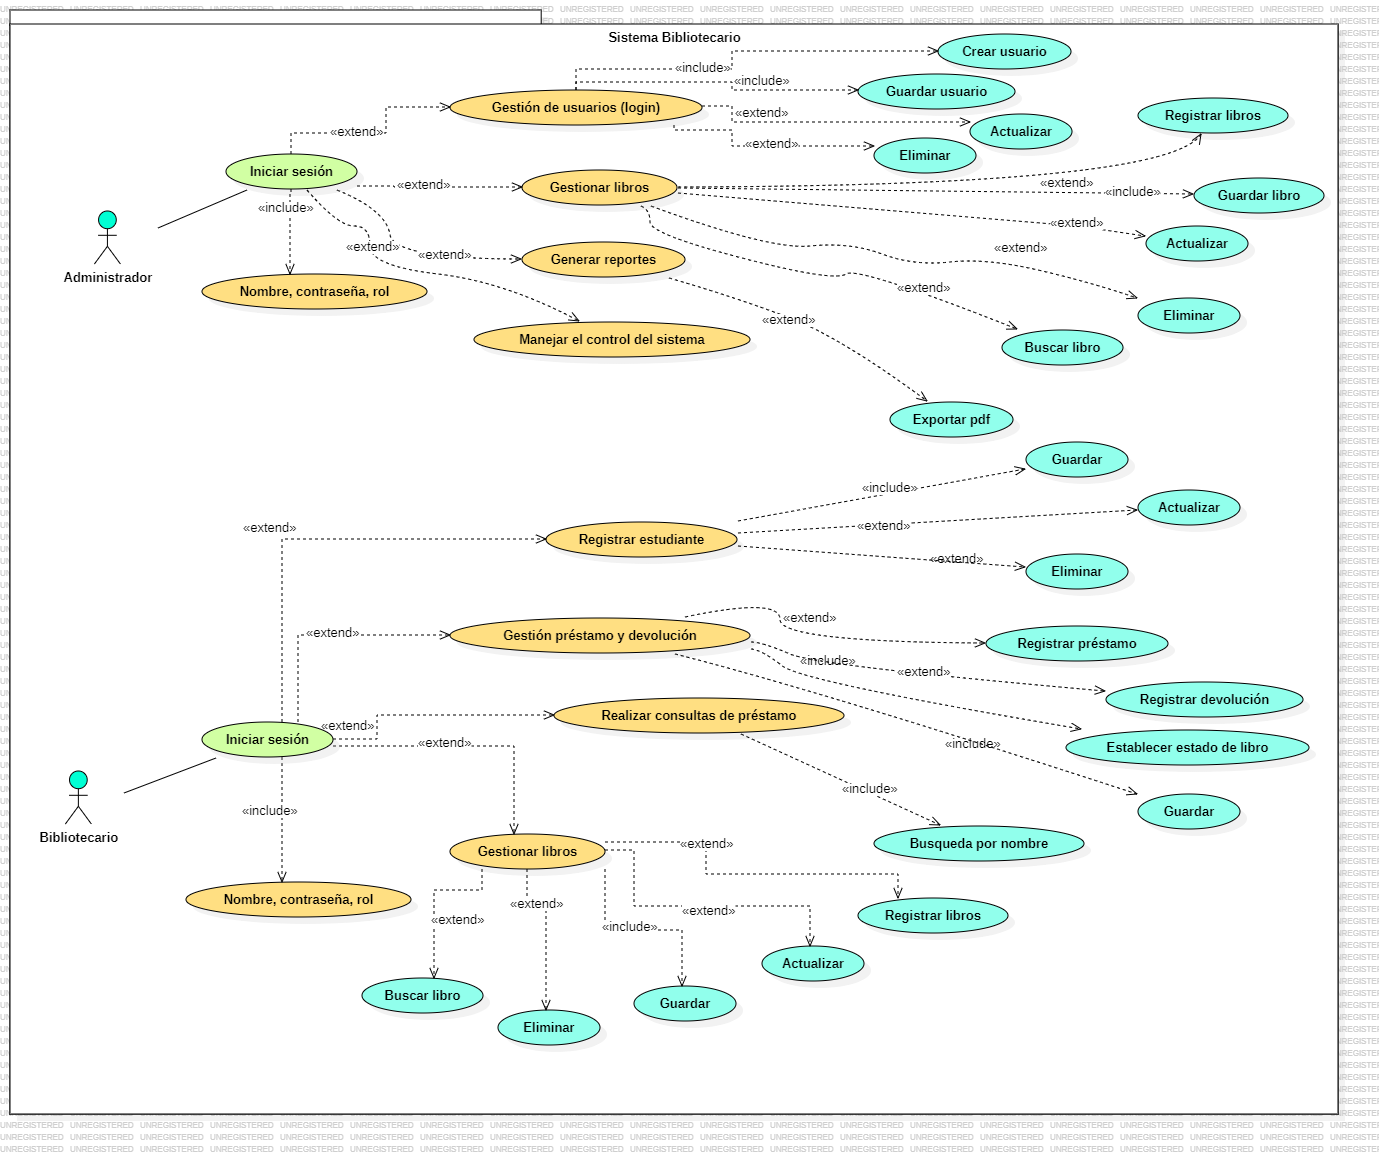 Sistema Bibliotecario
Crear usuario
«include»
«include»
Guardar usuario
Gestión de usuarios (login)
«extend»
Registrar libros
«extend»
Actualizar
«extend»
Eliminar
Iniciar sesión
«extend»
Gestionar libros
«extend»
«include»
Guardar libro
«include»
«extend»
Actualizar
«extend»
«extend»
«extend»
Generar reportes
Administrador
Nombre, contraseña, rol
«extend»
Eliminar
«extend»
Manejar el control del sistema
Buscar libro
Exportar pdf
Guardar
«include»
Actualizar
«extend»
«extend»
Registrar estudiante
«extend»
Eliminar
«extend»
«extend»
Gestión préstamo y devolución
Registrar préstamo
«include»
«extend»
Registrar devolución
Realizar consultas de préstamo
«extend»
Iniciar sesión
«extend»
«include»
Establecer estado de libro
«include»
«include»
Guardar
Bibliotecario
«extend»
Gestionar libros
Busqueda por nombre
Nombre, contraseña, rol
«extend»
«extend»
«extend»
«include»
Registrar libros
Actualizar
Buscar libro
Guardar
Eliminar
UNREGISTERED